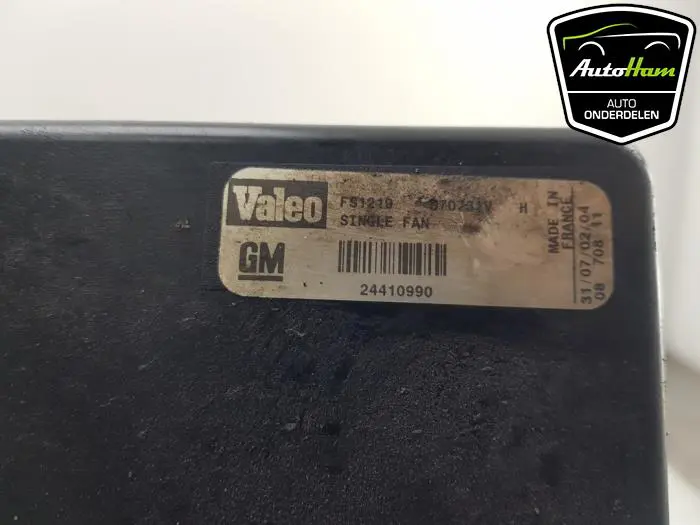 AutoHam
AUTO
ONDERDELEN
Valeo
FS1219
SINGLE FAN
H
GM
24410990
MADE IN
FRANCE
31/07/02/04
08 708 11